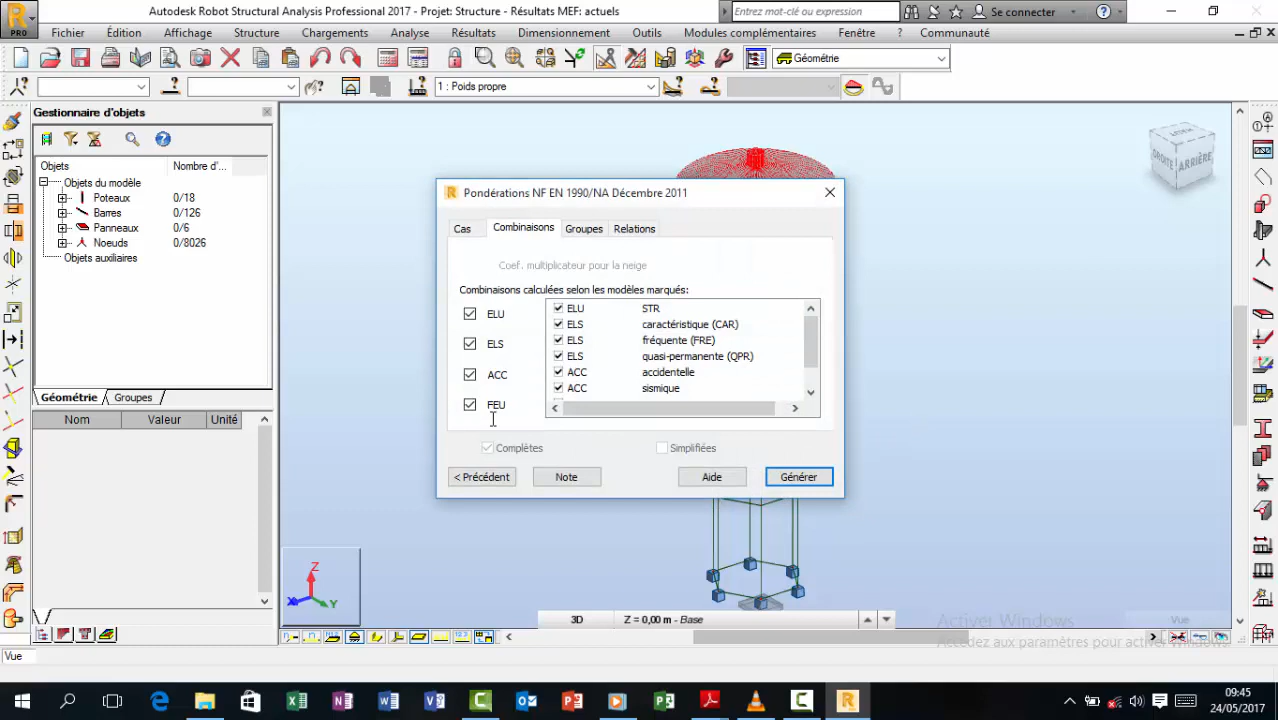 PRO
Autodesk Robot Structural Analysis Professional 2017 - Projet: Structure - Résultats MEF: actuels
Entrez mot-clé ou expression
Se connecter
?
Fichier Édition Affichage Structure Chargements Analyse Résultats Dimensionnement Outils Modules complémentaires Fenêtre ? Communauté
Géométrie
1 : Poids propre
Gestionnaire d'objets
Objets Nombre d'...
Objets du modèle
Poteaux 0/18
Barres 0/126
Panneaux 0/6
Noeuds 0/8026
Objets auxiliaires
Géométrie Groupes
Nom Valeur Unité
DROITE ARRIÈRE
Pondérations NF EN 1990/NA Décembre 2011
Cas Combinaisons Groupes Relations
Coef. multiplicateur pour la neige
Combinaisons calculées selon les modèles marqués:
ELU
ELS
ACC
FEU
ELU STR
ELS caractéristique (CAR)
ELS fréquente (FRE)
ELS quasi-permanente (QPR)
ACC accidentelle
ACC sismique
Complètes Simplifiées
< Précédent Note Aide Générer
Z
X Y
3D Z = 0,00 m - Base
Vue
Activer Windows
Accédez aux paramètres pour activer Windows.
Vue
09:45
24/05/2017